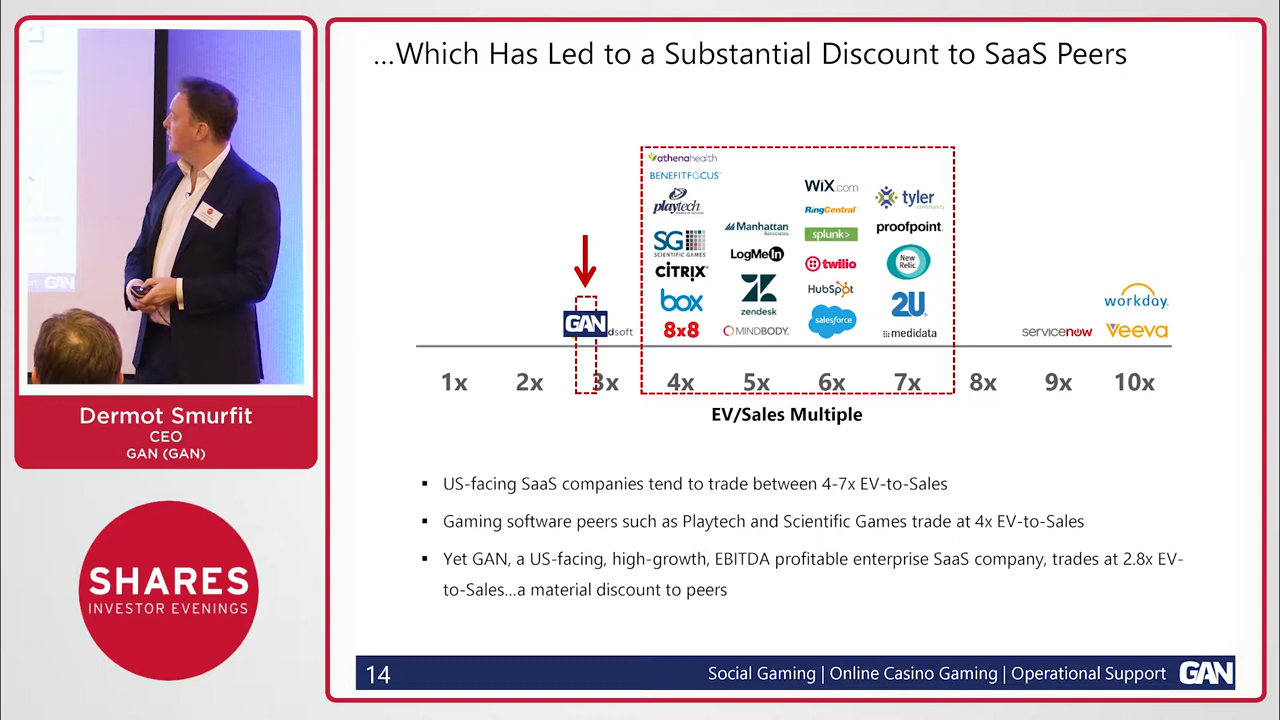 ...Which Has Led to a Substantial Discount to SaaS Peers
athenahealth
BENEFITFOCUS
playtech
SG
SCIENTIFIC GAMES
CITRIX
box
8x8
Manhattan
Associates
LogMeIn
zendesk
MINDBODY
WiX.com
RingCentral
splunk>
twilio
HubSpot
salesforce
tyler
proofpoint
New
Relic
2U
medidata
workday
servicenow
Veeva
GAN
dsoft
1x 2x 3x 4x 5x 6x 7x 8x 9x 10x
EV/Sales Multiple
▪ US-facing SaaS companies tend to trade between 4-7x EV-to-Sales
▪ Gaming software peers such as Playtech and Scientific Games trade at 4x EV-to-Sales
▪ Yet GAN, a US-facing, high-growth, EBITDA profitable enterprise SaaS company, trades at 2.8x EV-
to-Sales...a material discount to peers
14
Social Gaming | Online Casino Gaming | Operational Support GAN
GAN
Dermot Smurfit
CEO
GAN (GAN)
SHARES
INVESTOR EVENINGS